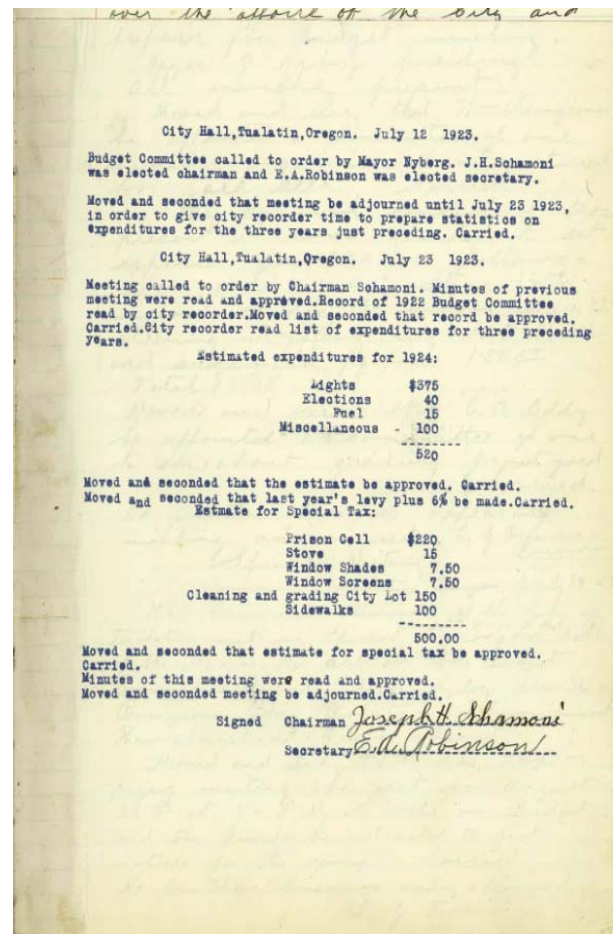 over the affairs of the City and
City Hall,Tualatin,Oregon. July 12 1923.
Budget Committee called to order by Mayor Nyberg. J.H.Schamoni
was elected chairman and E.A.Robinson was elected secretary.
Moved and seconded that meeting be adjourned until July 23 1923,
in order to give city recorder time to prepare statistics on
expenditures for the three years just preceding. Carried.
City Hall,Tualatin,Oregon. July 23 1923.
Meeting called to order by Chairman Schamoni. Minutes of previous
meeting were read and approved.Record of 1922 Budget Committee
read by city recorder.Moved and seconded that record be approved.
Carried.City recorder read list of expenditures for three preceding
years.
Estimated expenditures for 1924:
Lights $375
Elections 40
Fuel 15
Miscellaneous - 100
--------
520
Moved and seconded that the estimate be approved. Carried.
Moved and seconded that last year's levy plus 6% be made.Carried.
Estmate for Special Tax:
Prison Cell $220
Stove 15
Window Shades 7.50
Window Screens 7.50
Cleaning and grading City Lot 150
Sidewalks 100
---------
500.00
Moved and seconded that estimate for special tax be approved.
Carried.
Minutes of this meeting were read and approved.
Moved and seconded meeting be adjourned.Carried.
Signed Chairman Joseph H. Schamoni
Secretary E.A. Robinson